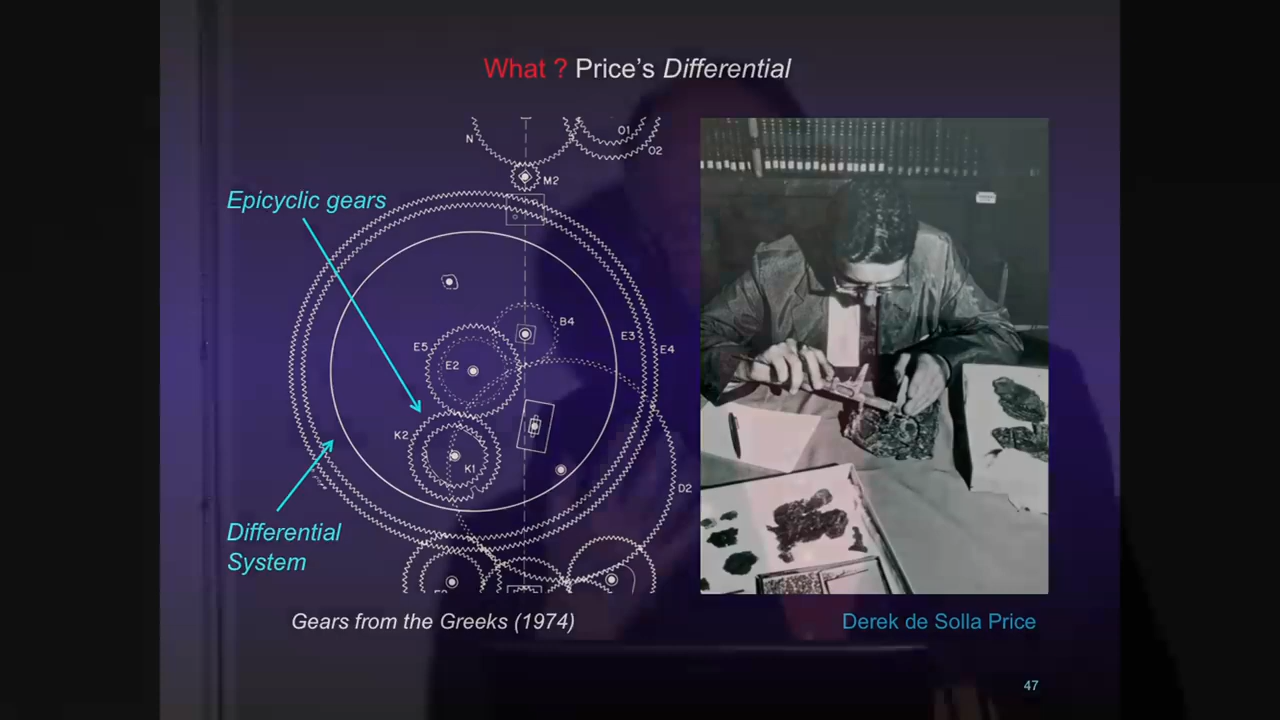 What ? Price's Differential
N
O1
O2
M2
Epicyclic gears
B4
E5
E3
E4
E2
K2
K1
D2
Differential
System
Gears from the Greeks (1974)
Derek de Solla Price
47